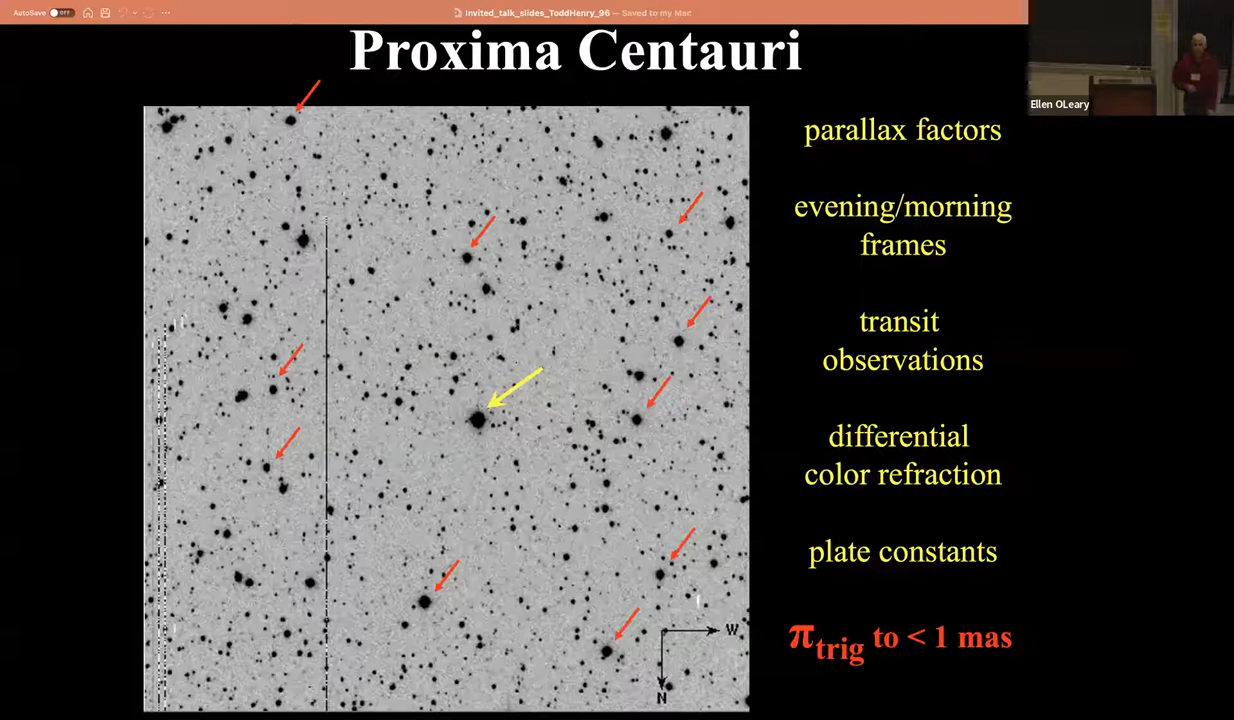 AutoSave OFF
Invited_talk_slides_ToddHenry_96 — Saved to my Mac
Proxima Centauri
Ellen OLeary
parallax factors
evening/morning
frames
transit
observations
differential
color refraction
plate constants
πtrig to < 1 mas
W
N